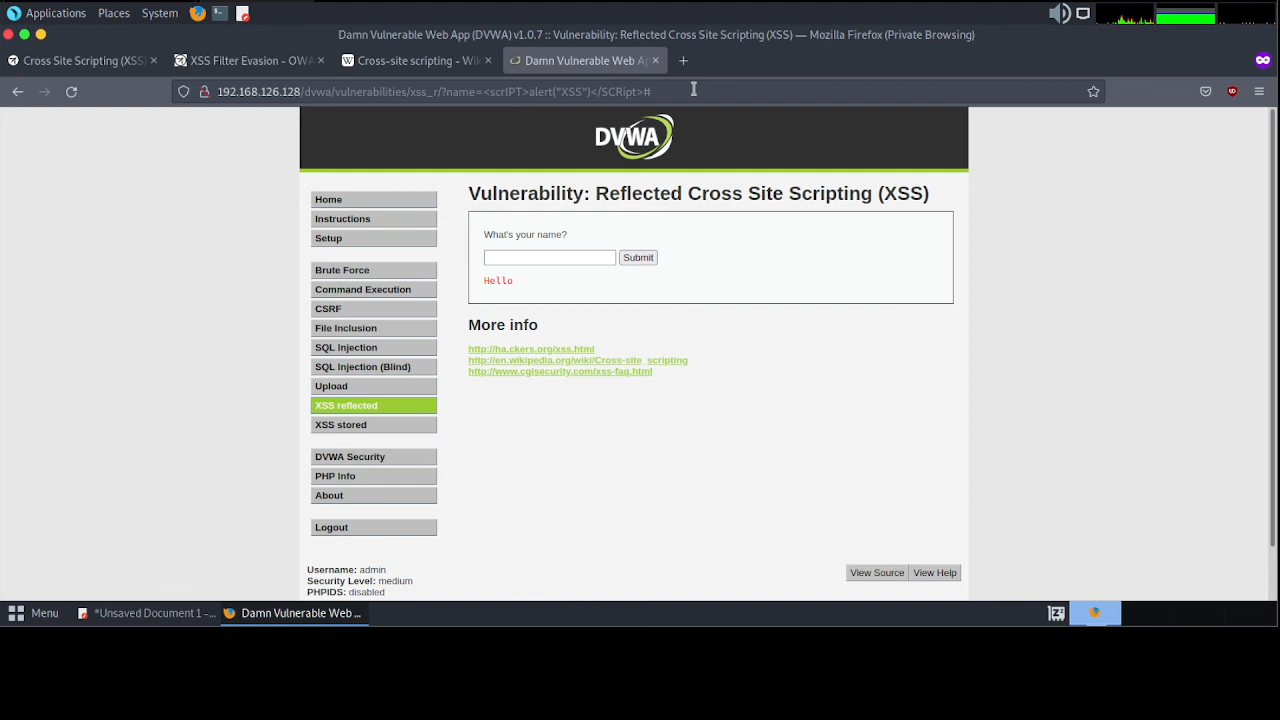 Applications Places System
Damn Vulnerable Web App (DVWA) v1.0.7 :: Vulnerability: Reflected Cross Site Scripting (XSS) — Mozilla Firefox (Private Browsing)
Cross Site Scripting (XSS) × XSS Filter Evasion - OWA × Cross-site scripting - Wi × Damn Vulnerable Web Ap × +
192.168.126.128/dvwa/vulnerabilities/xss_r/?name=<scrIPT>alert("XSS")</SCRipt>#
DVWA
Vulnerability: Reflected Cross Site Scripting (XSS)
Home
Instructions
Setup
Brute Force
Command Execution
CSRF
File Inclusion
SQL Injection
SQL Injection (Blind)
Upload
XSS reflected
XSS stored
DVWA Security
PHP Info
About
Logout
What's your name?
Submit
Hello
More info
http://ha.ckers.org/xss.html
http://en.wikipedia.org/wiki/Cross-site_scripting
http://www.cgisecurity.com/xss-faq.html
Username: admin
Security Level: medium
PHPIDS: disabled
View Source View Help
Menu *Unsaved Document 1 -... Damn Vulnerable Web ...